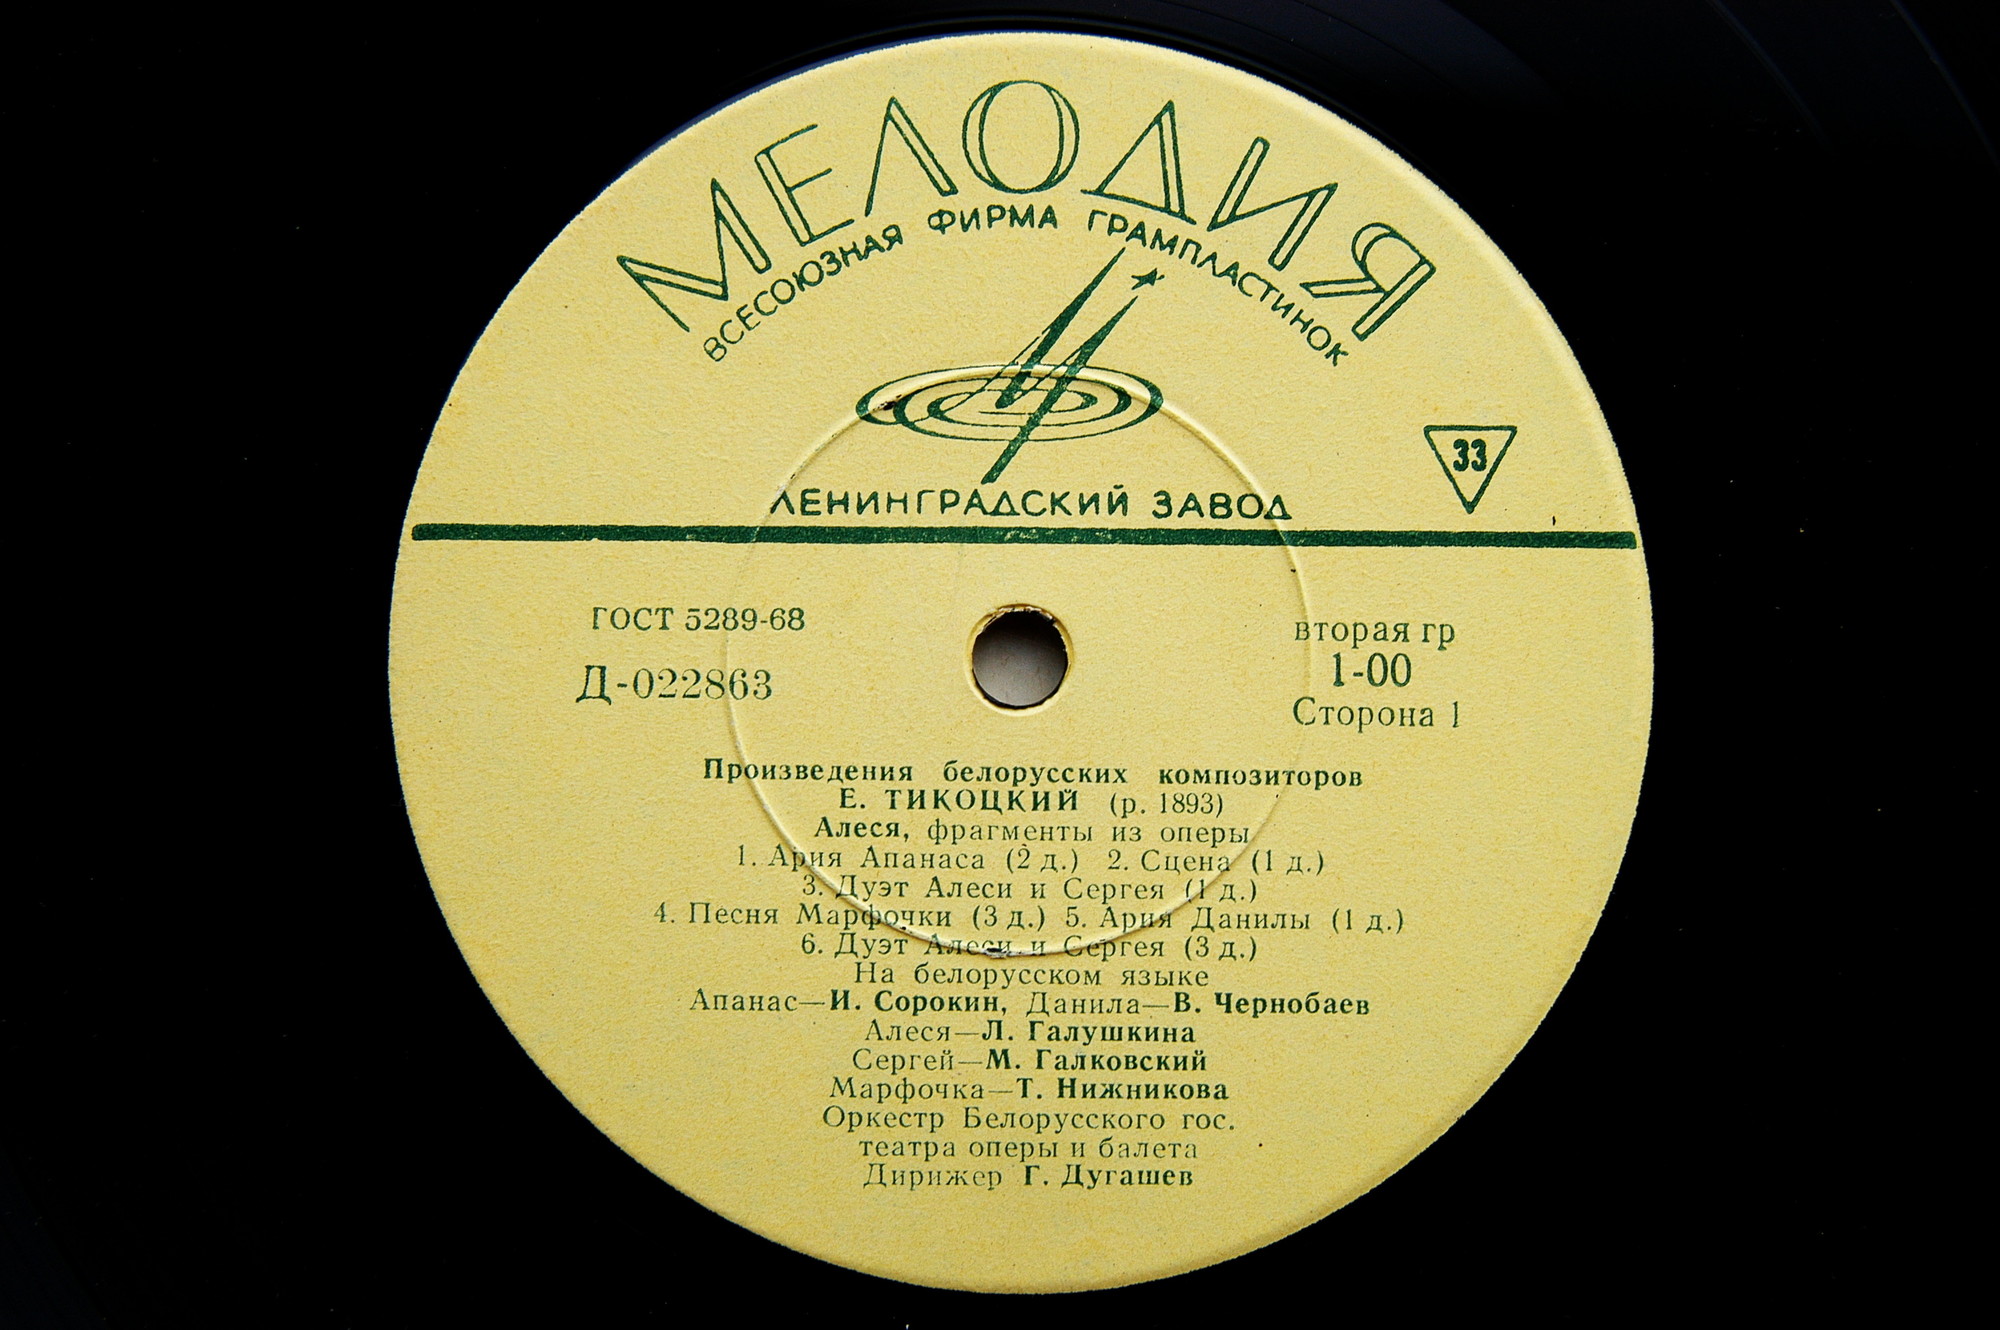 МЕЛОДИЯ
ВСЕСОЮЗНАЯ ФИРМА ГРАМПЛАСТИНОК
33
ЛЕНИНГРАДСКИЙ ЗАВОД
ГОСТ 5289-68
Д-022863
вторая гр
1-00
Сторона 1
Произведения белорусских композиторов
Е. ТИКОЦКИЙ (р. 1893)
Алеся, фрагменты из оперы
1. Ария Апанаса (2 д.) 2. Сцена (1 д.)
3. Дуэт Алеси и Сергея (1 д.)
4. Песня Марфочки (3 д.) 5. Ария Данилы (1 д.)
6. Дуэт Алеси и Сергея (3 д.)
На белорусском языке
Апанас—И. Сорокин, Данила—В. Чернобаев
Алеся—Л. Галушкина
Сергей—М. Галковский
Марфочка—Т. Нижникова
Оркестр Белорусского гос.
театра оперы и балета
Дирижер Г. Дугашев